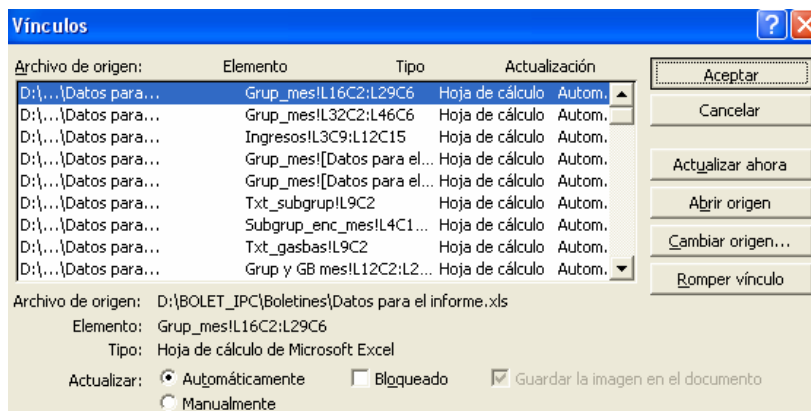 Vínculos
Archivo de origen: Elemento Tipo Actualización
D:\...\Datos para... Grup_mes!L16C2:L29C6 Hoja de cálculo Autom.
D:\...\Datos para... Grup_mes!L32C2:L46C6 Hoja de cálculo Autom.
D:\...\Datos para... Ingresos!L3C9:L12C15 Hoja de cálculo Autom.
D:\...\Datos para... Grup_mes![Datos para el... Hoja de cálculo Autom.
D:\...\Datos para... Grup_mes![Datos para el... Hoja de cálculo Autom.
D:\...\Datos para... Txt_subgrup!L9C2 Hoja de cálculo Autom.
D:\...\Datos para... Subgrup_enc_mes!L4C1... Hoja de cálculo Autom.
D:\...\Datos para... Txt_gasbas!L9C2 Hoja de cálculo Autom.
D:\...\Datos para... Grup y GB mes!L12C2:L2... Hoja de cálculo Autom.
Aceptar
Cancelar
Actualizar ahora
Abrir origen
Cambiar origen...
Romper vínculo
Archivo de origen: D:\BOLET_IPC\Boletines\Datos para el informe.xls
Elemento: Grup_mes!L16C2:L29C6
Tipo: Hoja de cálculo de Microsoft Excel
Actualizar: Automáticamente Bloqueado Guardar la imagen en el documento
Manualmente